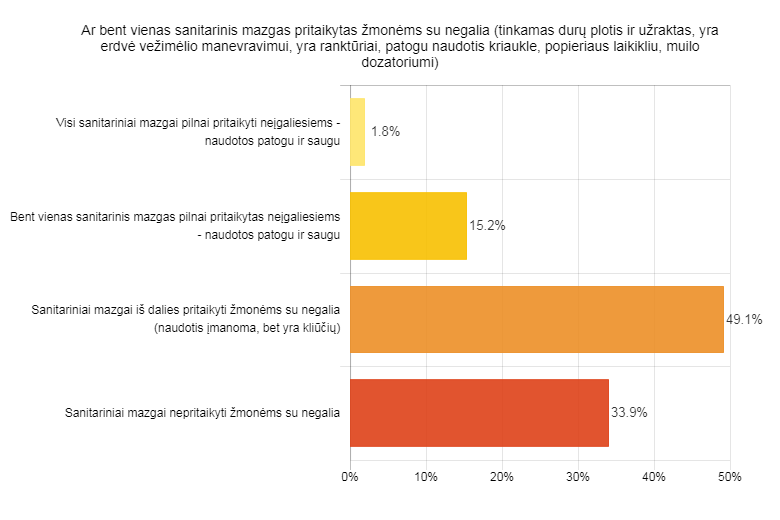 Ar bent vienas sanitarinis mazgas pritaikytas žmonėms su negalia (tinkamas durų plotis ir užraktas, yra
erdvė vežimėlio manevravimui, yra ranktūriai, patogu naudotis kriaukle, popieriaus laikikliu, muilo
dozatoriumi)
Visi sanitariniai mazgai pilnai pritaikyti neįgaliesiems -
naudotos patogu ir saugu
1.8%
Bent vienas sanitarinis mazgas pilnai pritaikytas neįgaliesiems
- naudotos patogu ir saugu
15.2%
Sanitariniai mazgai iš dalies pritaikyti žmonėms su negalia
(naudotis įmanoma, bet yra kliūčių)
49.1%
Sanitariniai mazgai nepritaikyti žmonėms su negalia
33.9%
0%
10%
20%
30%
40%
50%